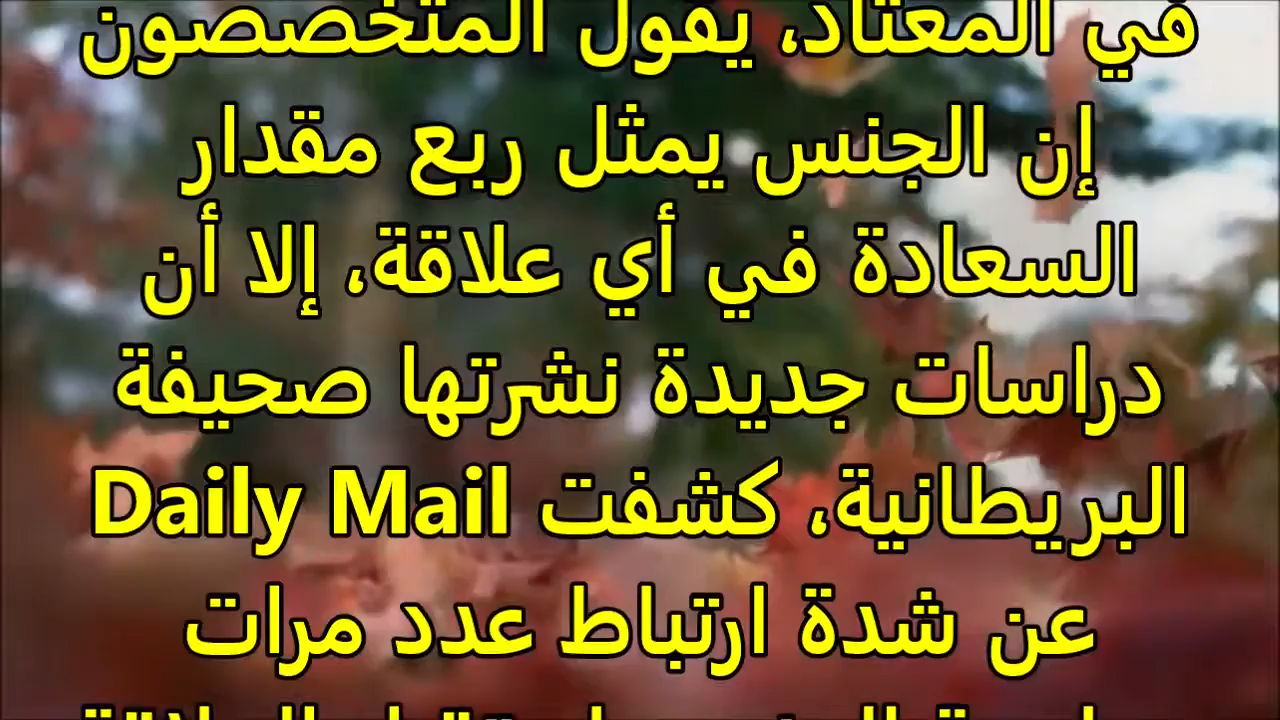 في المعتاد، يقول المتخصصون
إن الجنس يمثل ربع مقدار
السعادة في أي علاقة، إلا أن
دراسات جديدة نشرتها صحيفة
Daily Mail البريطانية، كشفت
عن شدة ارتباط عدد مرات